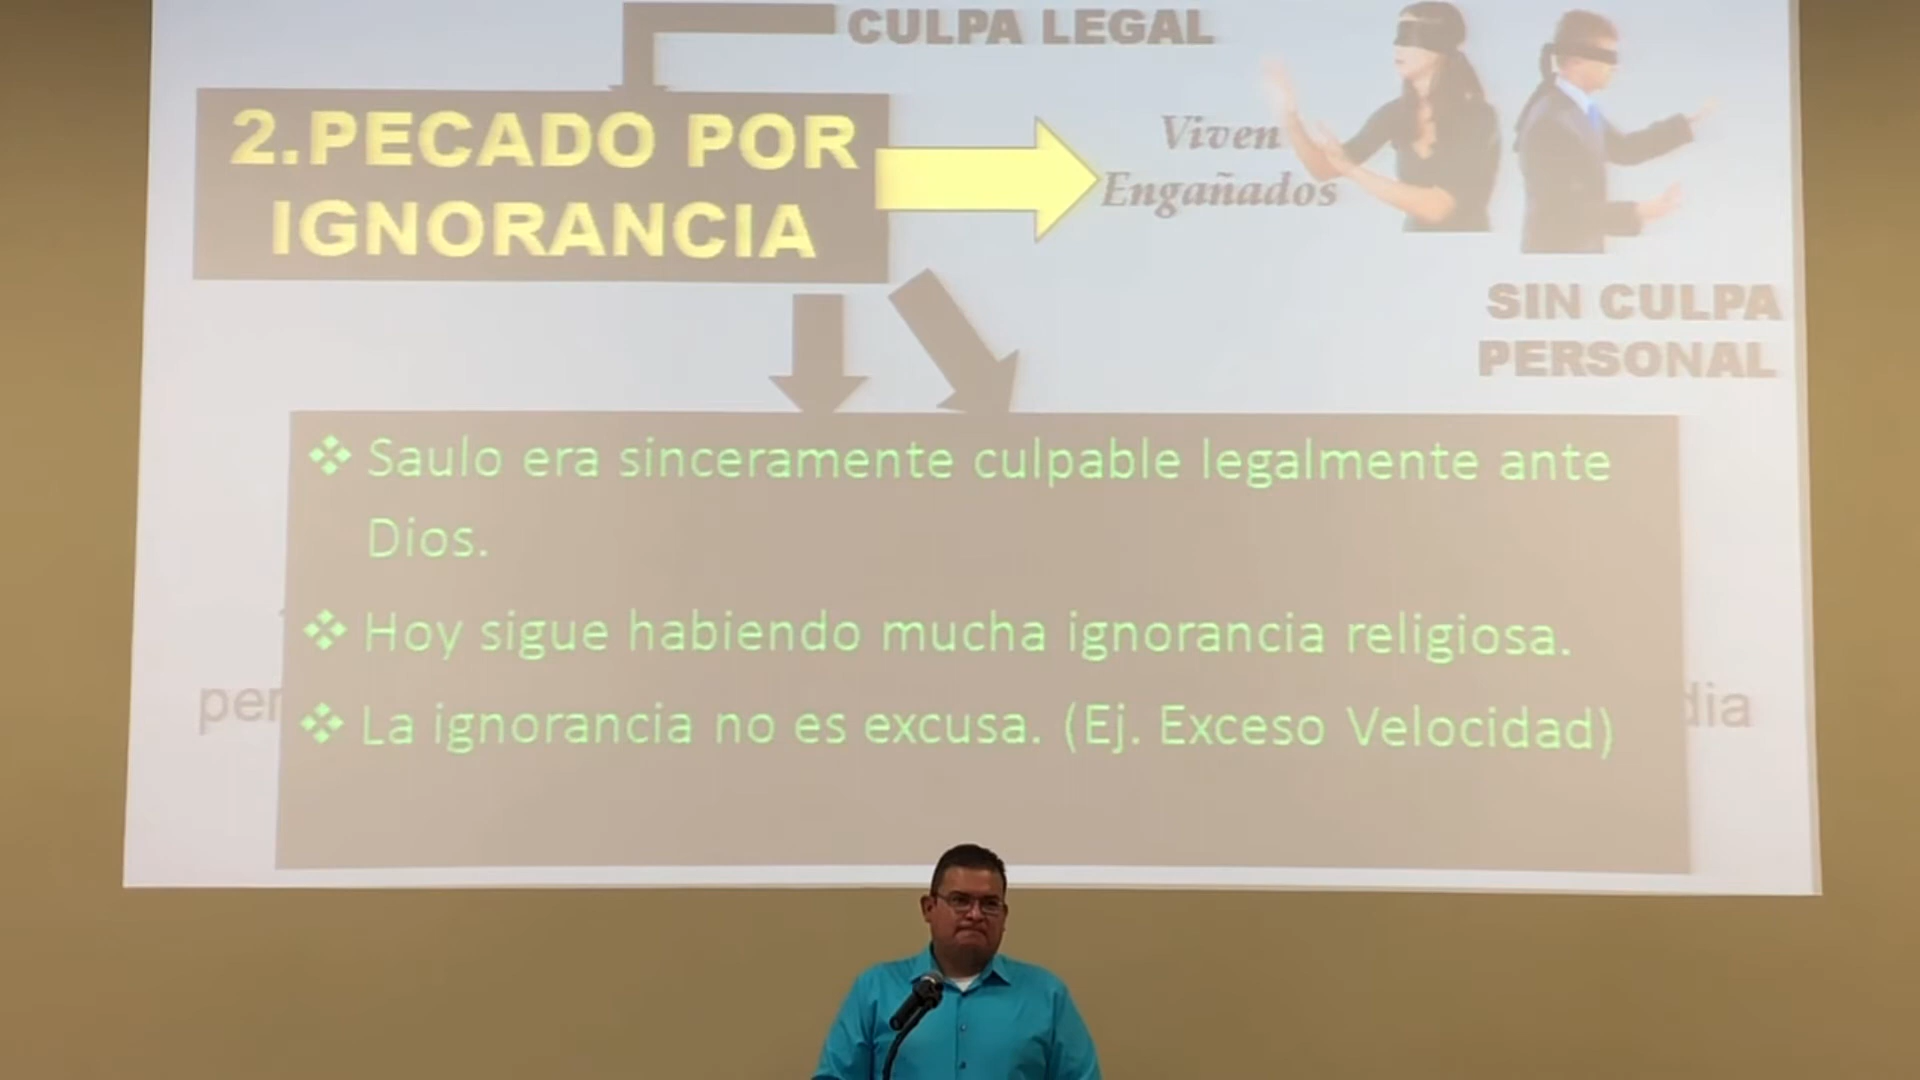 CULPA LEGAL
2.PECADO POR
IGNORANCIA
Viven
Engañados
SIN CULPA
PERSONAL
❖ Saulo era sinceramente culpable legalmente ante
Dios.
❖ Hoy sigue habiendo mucha ignorancia religiosa.
❖ La ignorancia no es excusa. (Ej. Exceso Velocidad)